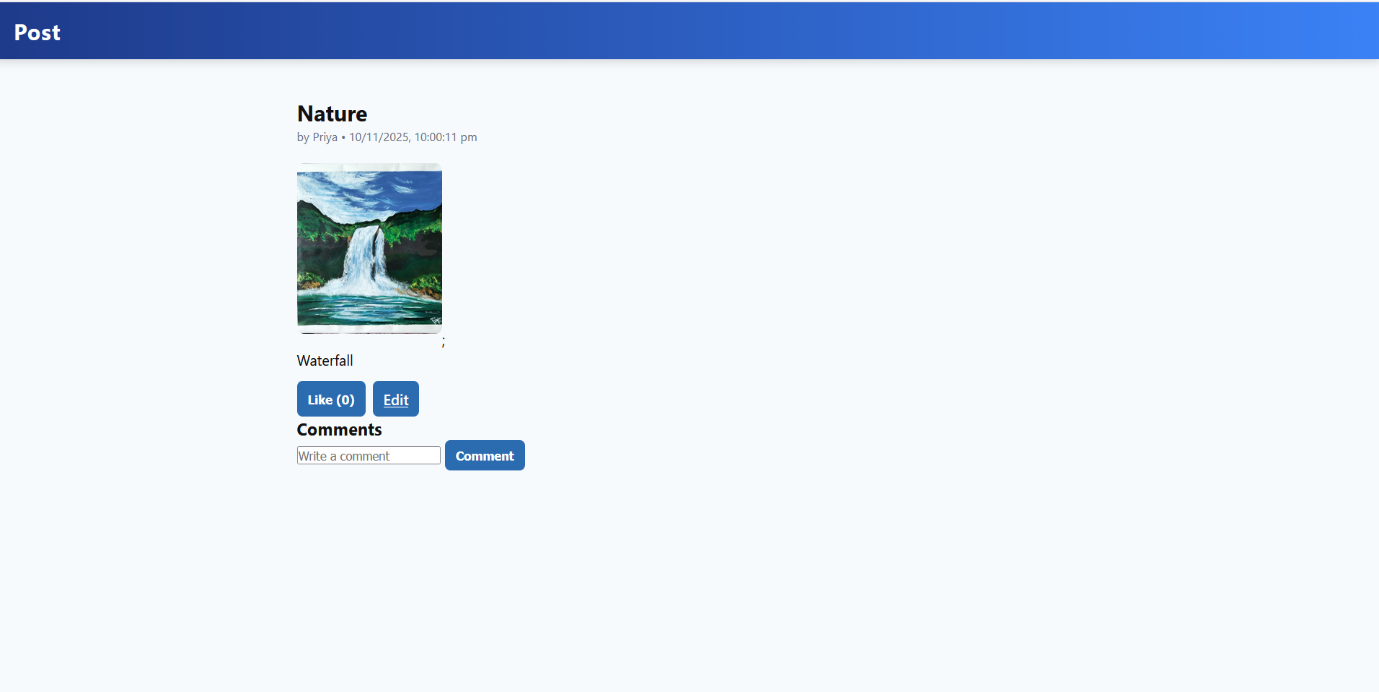 Post
Nature
by Priya • 10/11/2025, 10:00:11 pm
;
Waterfall
Like (0) Edit
Comments
Write a comment Comment